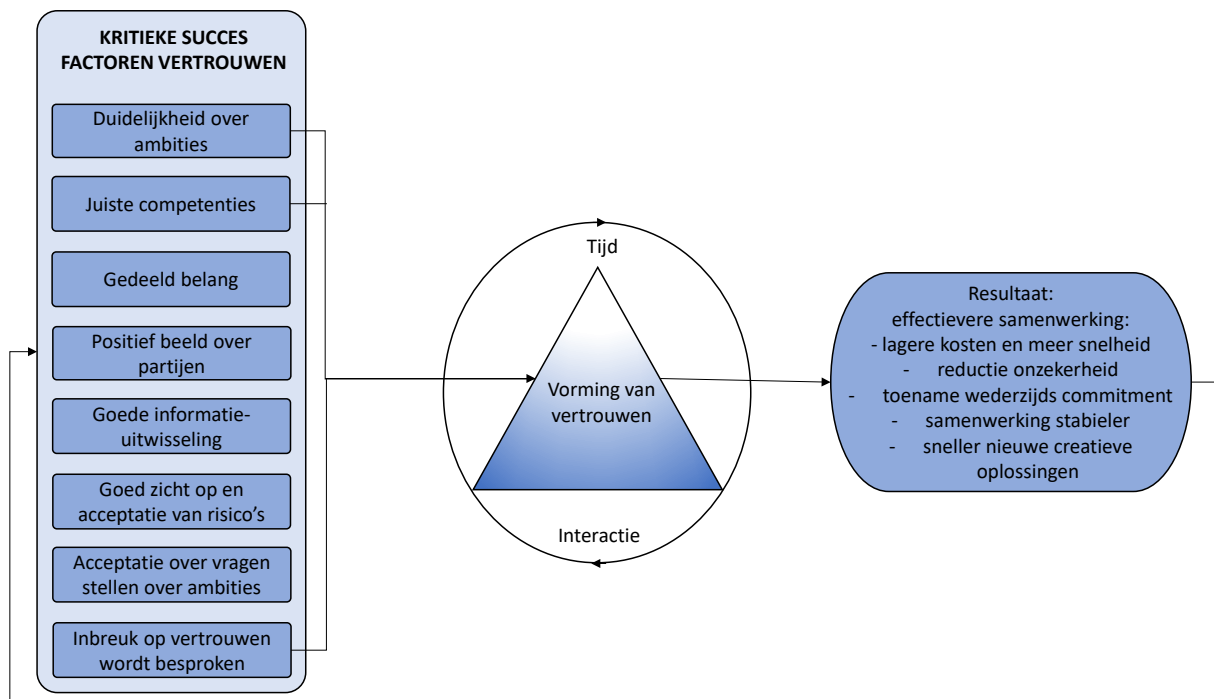 KRITIEKE SUCCES
FACTOREN VERTROUWEN
Duidelijkheid over
ambities
Juiste competenties
Gedeeld belang
Positief beeld over
partijen
Goede informatie-
uitwisseling
Goed zicht op en
acceptatie van risico’s
Acceptatie over vragen
stellen over ambities
Inbreuk op vertrouwen
wordt besproken
Tijd
Vorming van
vertrouwen
Interactie
Resultaat:
effectievere samenwerking:
- lagere kosten en meer snelheid
- reductie onzekerheid
- toename wederzijds commitment
- samenwerking stabieler
- sneller nieuwe creatieve
oplossingen